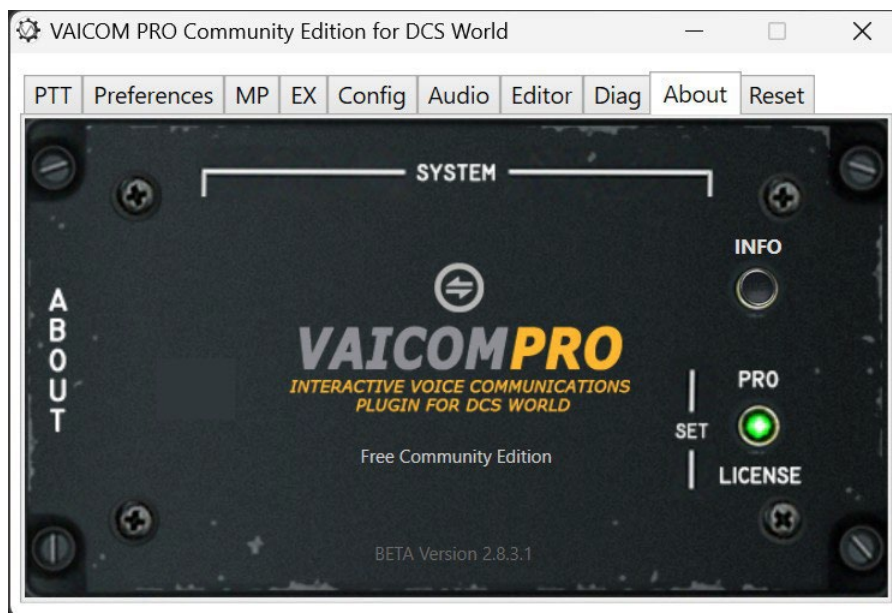 VAICOM PRO Community Edition for DCS World
PTT Preferences MP EX Config Audio Editor Diag About Reset
SYSTEM
INFO
ABOUT
VAICOMPRO
INTERACTIVE VOICE COMMUNICATIONS
PLUGIN FOR DCS WORLD
PRO
SET
LICENSE
Free Community Edition
BETA Version 2.8.3.1